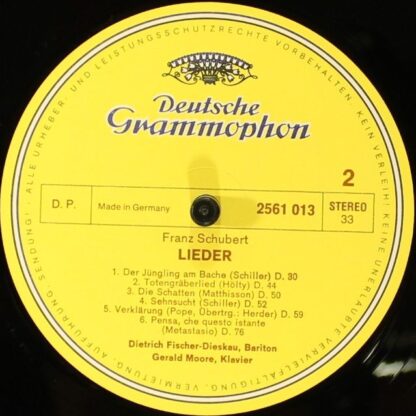 ALLE URHEBER- UND LEISTUNGSSCHUTZRECHTE VORBEHALTEN. KEIN VERLEIH! KEINE UNERLAUBTE VERVIELFÄLTIGUNG, VERMIETUNG, AUFFÜHRUNG, SENDUNG!
Deutsche
Grammophon
2
D. P.
Made in Germany
2561 013
STEREO
33
Franz Schubert
LIEDER
1. Der Jüngling am Bache (Schiller) D. 30
2. Totengräberlied (Hölty) D. 44
3. Die Schatten (Matthisson) D. 50
4. Sehnsucht (Schiller) D. 52
5. Verklärung (Pope, Übertrg.: Herder) D. 59
6. Pensa, che questo istante
(Metastasio) D. 76
Dietrich Fischer-Dieskau, Bariton
Gerald Moore, Klavier